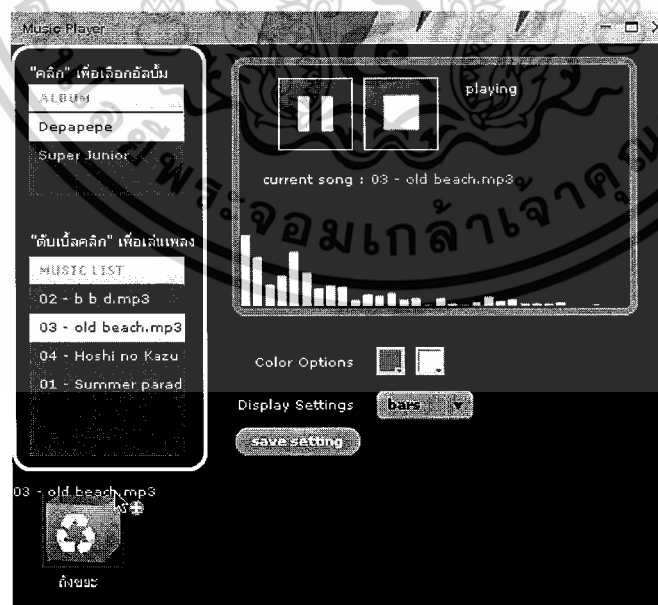 Music Player
"คลิก" เพื่อเลือกอัลบั้ม
ALBUM
Depapepe
Super Junior
"ดับเบิ้ลคลิก" เพื่อเล่นเพลง
MUSIC LIST
02 - b b d.mp3
03 - old beach.mp3
04 - Hoshi no Kazu
01 - Summer parad
playing
current song : 03 - old beach.mp3
Color Options
Display Settings
bars
save setting
03 - old beach.mp3
ถังขยะ